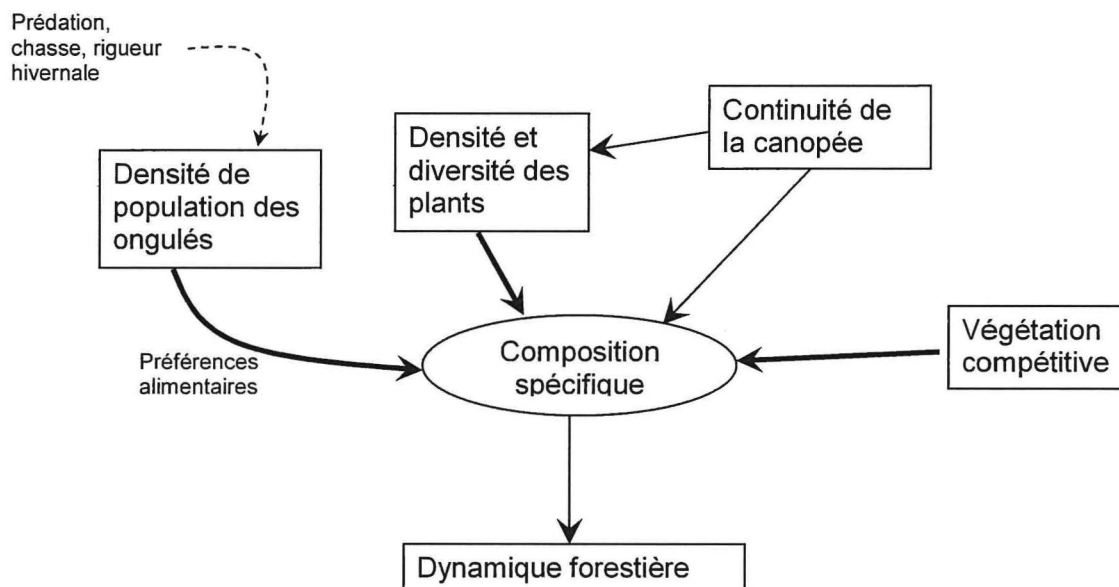 Prédation,
chasse, rigueur
hivernale
Densité de
population des
ongulés
Densité et
diversité des
plants
Continuité de
la canopée
Préférences
alimentaires
Composition
spécifique
Végétation
compétitive
Dynamique forestière